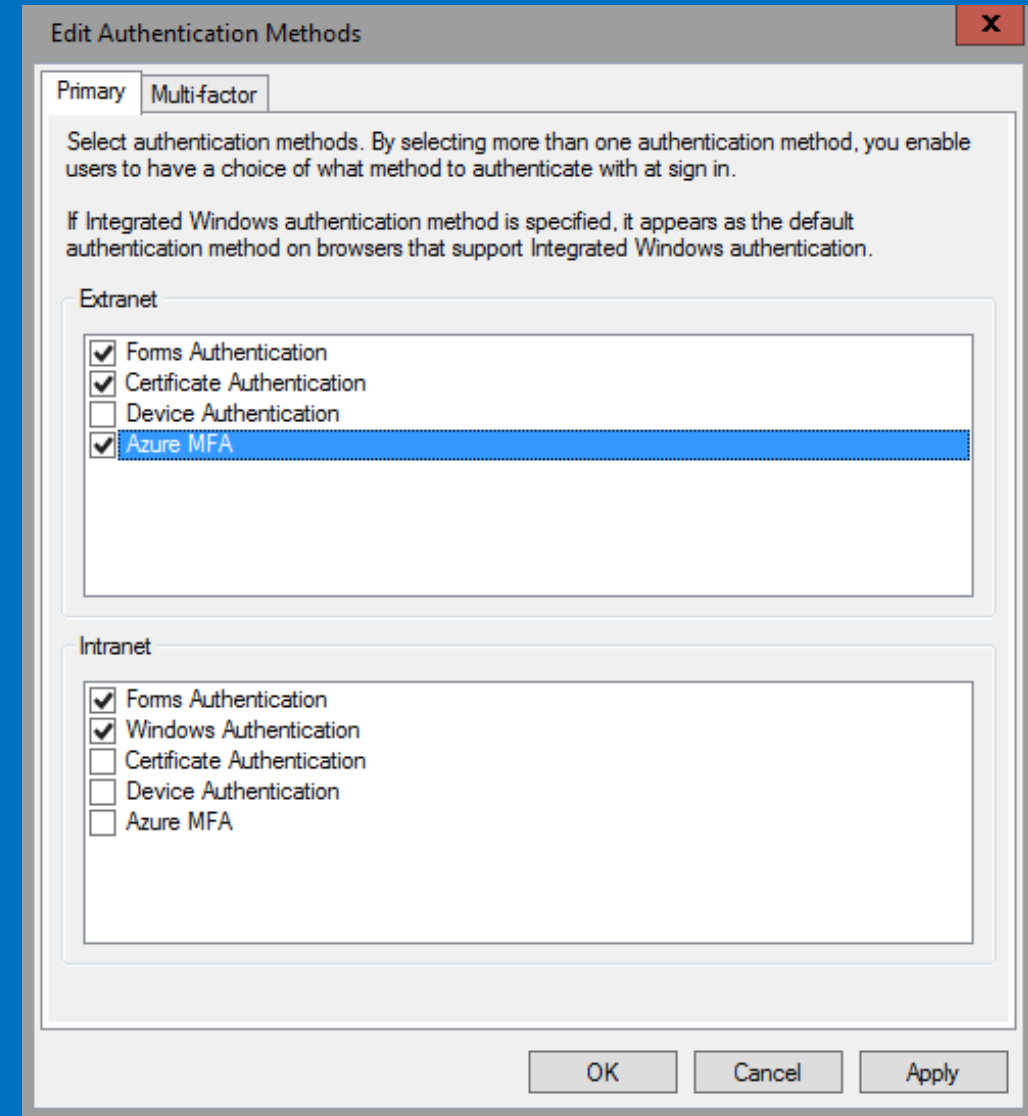 Edit Authentication Methods
X
Primary
Multi-factor
Select authentication methods. By selecting more than one authentication method, you enable
users to have a choice of what method to authenticate with at sign in.
If Integrated Windows authentication method is specified, it appears as the default
authentication method on browsers that support Integrated Windows authentication.
Extranet
Forms Authentication
Certificate Authentication
Device Authentication
Azure MFA
Intranet
Forms Authentication
Windows Authentication
Certificate Authentication
Device Authentication
Azure MFA
OK
Cancel
Apply